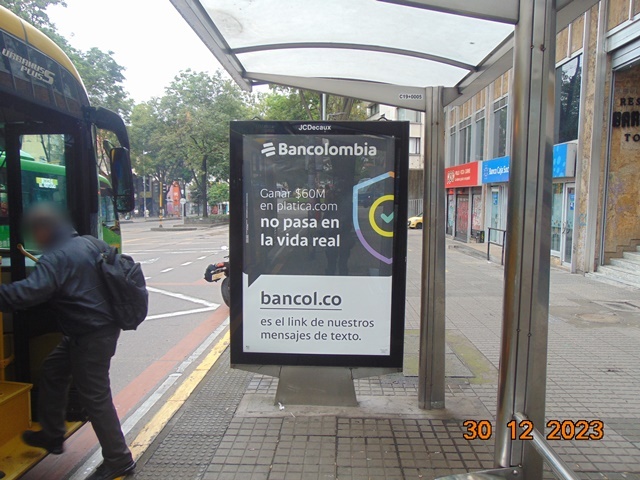 JCDecaux
Bancolombia
Ganar $60M
en platica.com
no pasa en
la vida real
bancol.co
es el link de nuestros
mensajes de texto.
30 12 2023